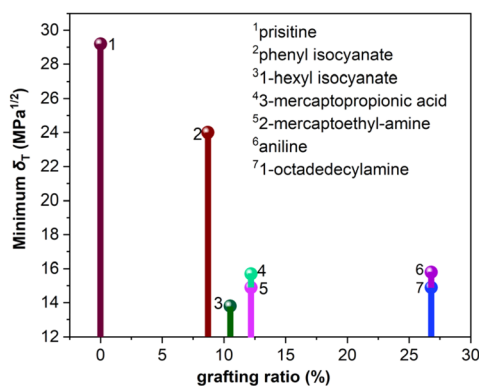 30
28
26
24
22
20
18
16
14
12
Minimum δT (MPa1/2)
1
2
3
4
5
6
7
¹prisitine
²phenyl isocyanate
³1-hexyl isocyanate
⁴3-mercaptopropionic acid
⁵2-mercaptoethyl-amine
⁶aniline
⁷1-octadedecylamine
0 5 10 15 20 25 30
grafting ratio (%)